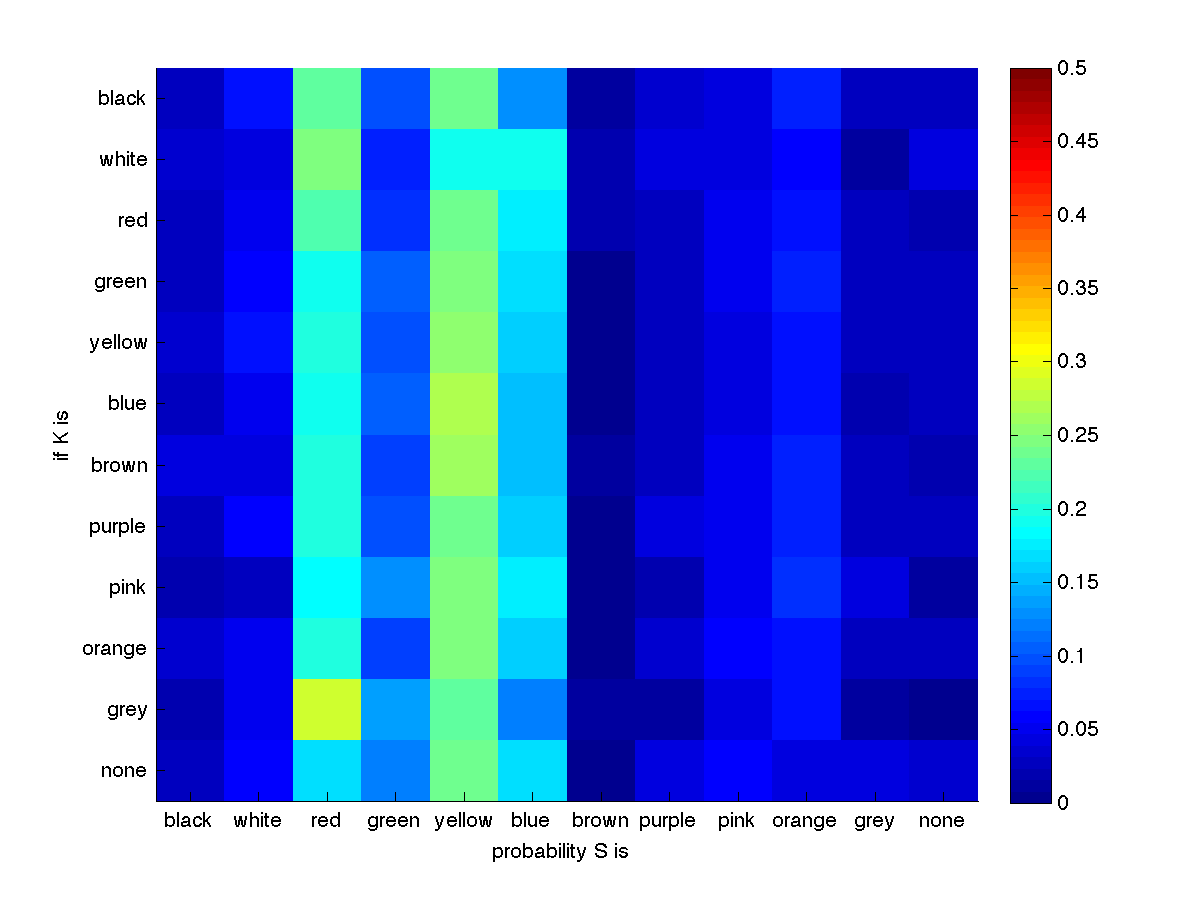 black
white
red
green
yellow
blue
brown
purple
pink
orange
grey
none
if K is
black white red green yellow blue brown purple pink orange grey none
probability S is
0.5
0.45
0.4
0.35
0.3
0.25
0.2
0.15
0.1
0.05
0